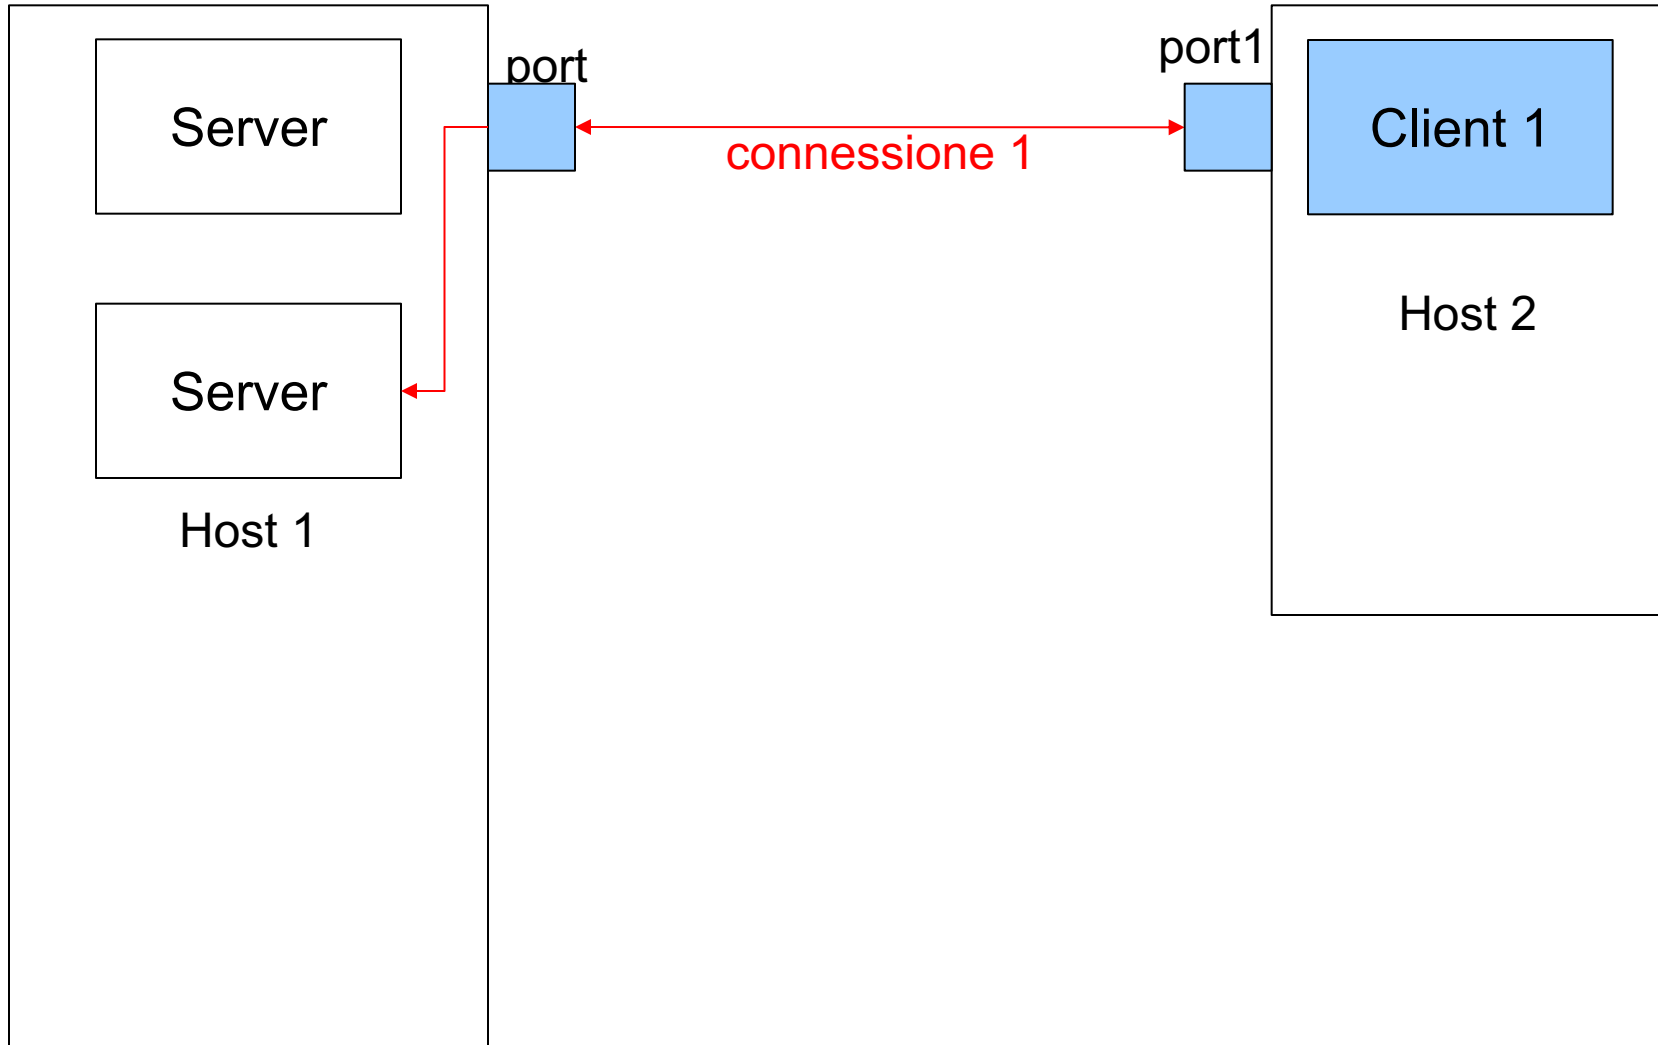 port
port1
Server
Client 1
connessione 1
Host 2
Server
Host 1